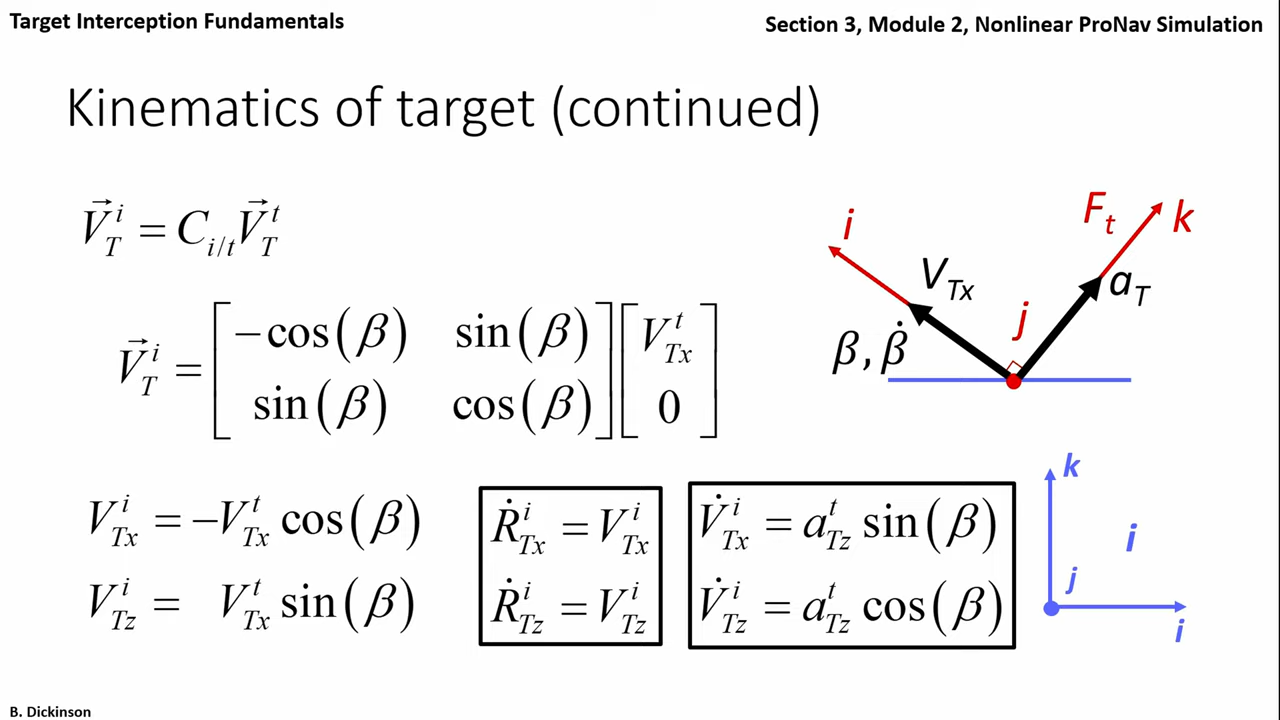 Target Interception Fundamentals
Section 3, Module 2, Nonlinear ProNav Simulation
Kinematics of target (continued)
$\vec{V}_T^i = C_{i/t} \vec{V}_T^t$
$\vec{V}_T^i = \begin{bmatrix} -\cos(\beta) & \sin(\beta) \\ \sin(\beta) & \cos(\beta) \end{bmatrix} \begin{bmatrix} V_{Tx}^t \\ 0 \end{bmatrix}$
$V_{Tx}^i = -V_{Tx}^t \cos(\beta)$
$V_{Tz}^i = V_{Tx}^t \sin(\beta)$
$\dot{R}_{Tx}^i = V_{Tx}^i$
$\dot{R}_{Tz}^i = V_{Tz}^i$
$\dot{V}_{Tx}^i = a_{Tz}^t \sin(\beta)$
$\dot{V}_{Tz}^i = a_{Tz}^t \cos(\beta)$
i
$V_{Tx}$
$\beta, \dot{\beta}$
j
$F_t$
k
$a_T$
k
i
j
i
B. Dickinson